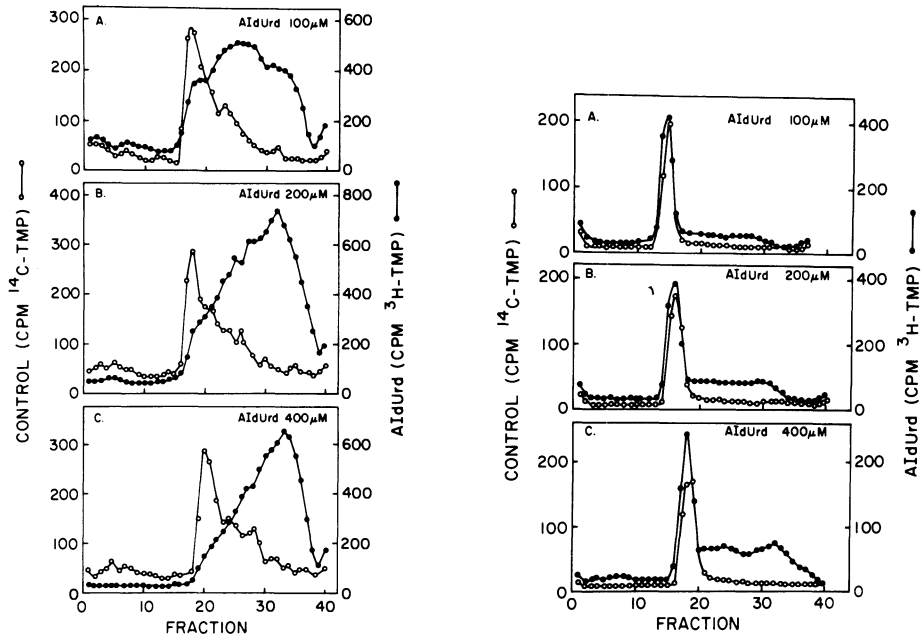 A.
AIdUrd 100μM
300
200
100
0
600
400
200
0
B.
AIdUrd 200μM
400
300
200
100
0
800
600
400
200
0
C.
AIdUrd 400μM
300
200
100
0
600
400
200
0
0 10 20 30 40
FRACTION
CONTROL (CPM ¹⁴C-TMP)
AIdUrd (CPM ³H-TMP)
A.
AIdUrd 100μM
200
100
0
400
200
0
B.
AIdUrd 200μM
200
100
0
400
200
0
C.
AIdUrd 400μM
200
100
0
200
100
0
0 10 20 30 40
FRACTION
CONTROL (CPM ¹⁴C-TMP)
AIdUrd (CPM ³H-TMP)